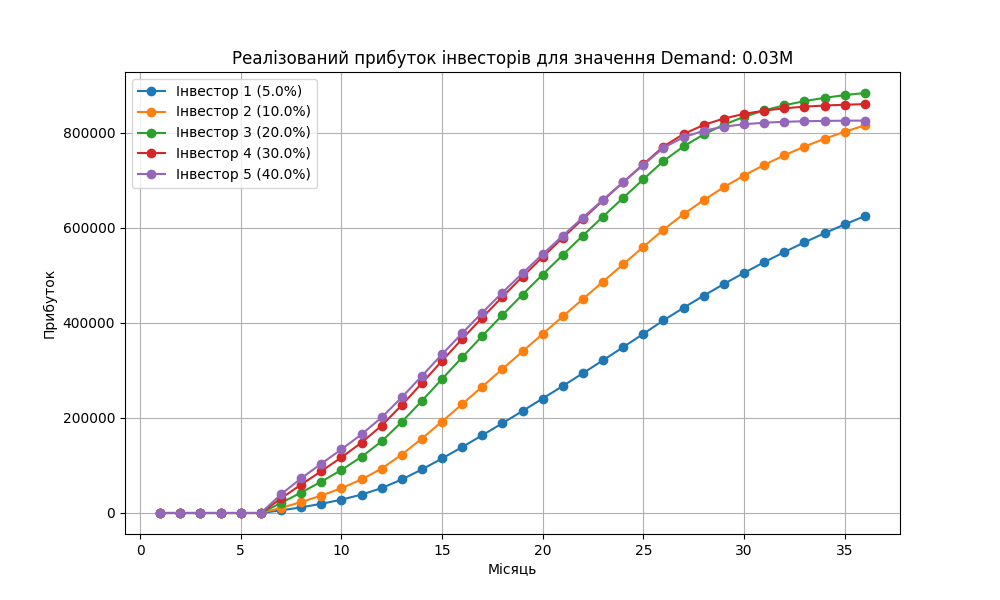 Реалізований прибуток інвесторів для значення Demand: 0.03M
Інвестор 1 (5.0%)
Інвестор 2 (10.0%)
Інвестор 3 (20.0%)
Інвестор 4 (30.0%)
Інвестор 5 (40.0%)
Прибуток
800000
600000
400000
200000
0
0 5 10 15 20 25 30 35
Місяць